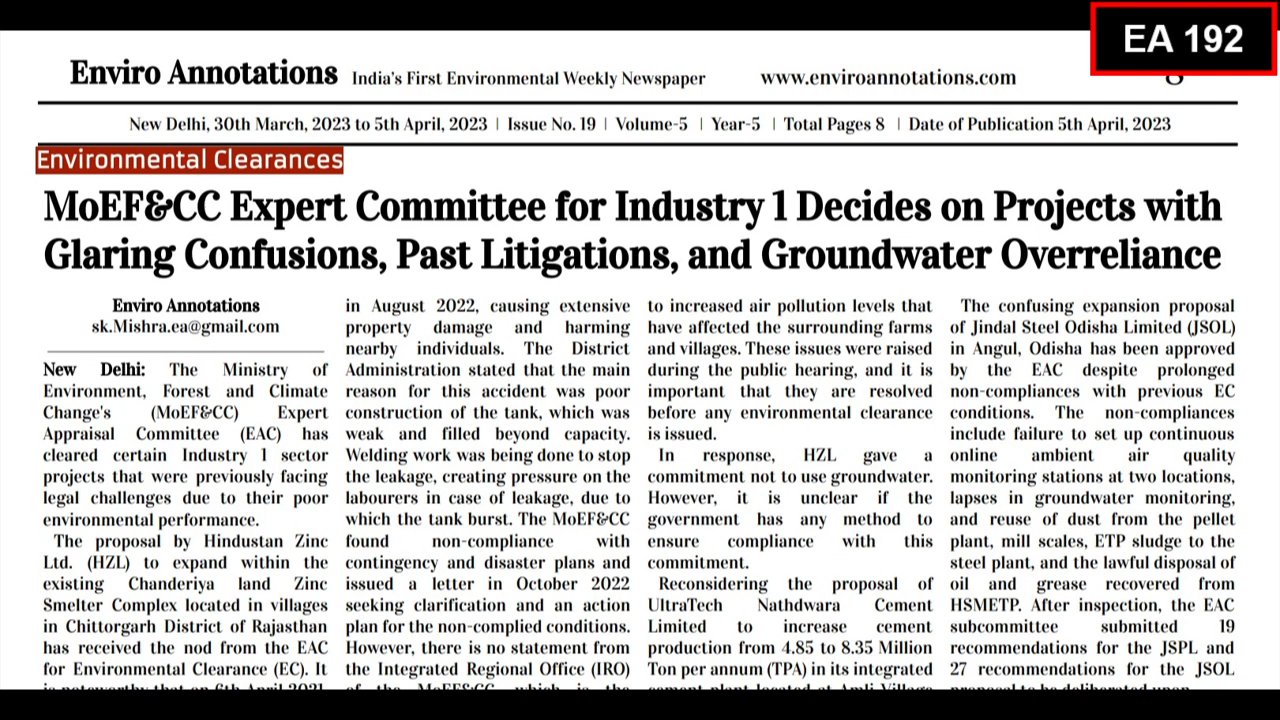 EA 192
Enviro Annotations India's First Environmental Weekly Newspaper www.enviroannotations.com
New Delhi, 30th March, 2023 to 5th April, 2023 | Issue No. 19 | Volume-5 | Year-5 | Total Pages 8 | Date of Publication 5th April, 2023
Environmental Clearances
MoEF&CC Expert Committee for Industry 1 Decides on Projects with
Glaring Confusions, Past Litigations, and Groundwater Overreliance
Enviro Annotations
sk.Mishra.ea@gmail.com
New Delhi: The Ministry of
Environment, Forest and Climate
Change's (MoEF&CC) Expert
Appraisal Committee (EAC) has
cleared certain Industry 1 sector
projects that were previously facing
legal challenges due to their poor
environmental performance.
The proposal by Hindustan Zinc
Ltd. (HZL) to expand within the
existing Chanderiya land Zinc
Smelter Complex located in villages
in Chittorgarh District of Rajasthan
has received the nod from the EAC
for Environmental Clearance (EC). It
in August 2022, causing extensive
property damage and harming
nearby individuals. The District
Administration stated that the main
reason for this accident was poor
construction of the tank, which was
weak and filled beyond capacity.
Welding work was being done to stop
the leakage, creating pressure on the
labourers in case of leakage, due to
which the tank burst. The MoEF&CC
found non-compliance with
contingency and disaster plans and
issued a letter in October 2022
seeking clarification and an action
plan for the non-complied conditions.
However, there is no statement from
the Integrated Regional Office (IRO)
to increased air pollution levels that
have affected the surrounding farms
and villages. These issues were raised
during the public hearing, and it is
important that they are resolved
before any environmental clearance
is issued.
In response, HZL gave a
commitment not to use groundwater.
However, it is unclear if the
government has any method to
ensure compliance with this
commitment.
Reconsidering the proposal of
UltraTech Nathdwara Cement
Limited to increase cement
production from 4.85 to 8.35 Million
Ton per annum (TPA) in its integrated
The confusing expansion proposal
of Jindal Steel Odisha Limited (JSOL)
in Angul, Odisha has been approved
by the EAC despite prolonged
non-compliances with previous EC
conditions. The non-compliances
include failure to set up continuous
online ambient air quality
monitoring stations at two locations,
lapses in groundwater monitoring,
and reuse of dust from the pellet
plant, mill scales, ETP sludge to the
steel plant, and the lawful disposal of
oil and grease recovered from
HSMETP. After inspection, the EAC
subcommittee submitted 19
recommendations for the JSPL and
27 recommendations for the JSOL